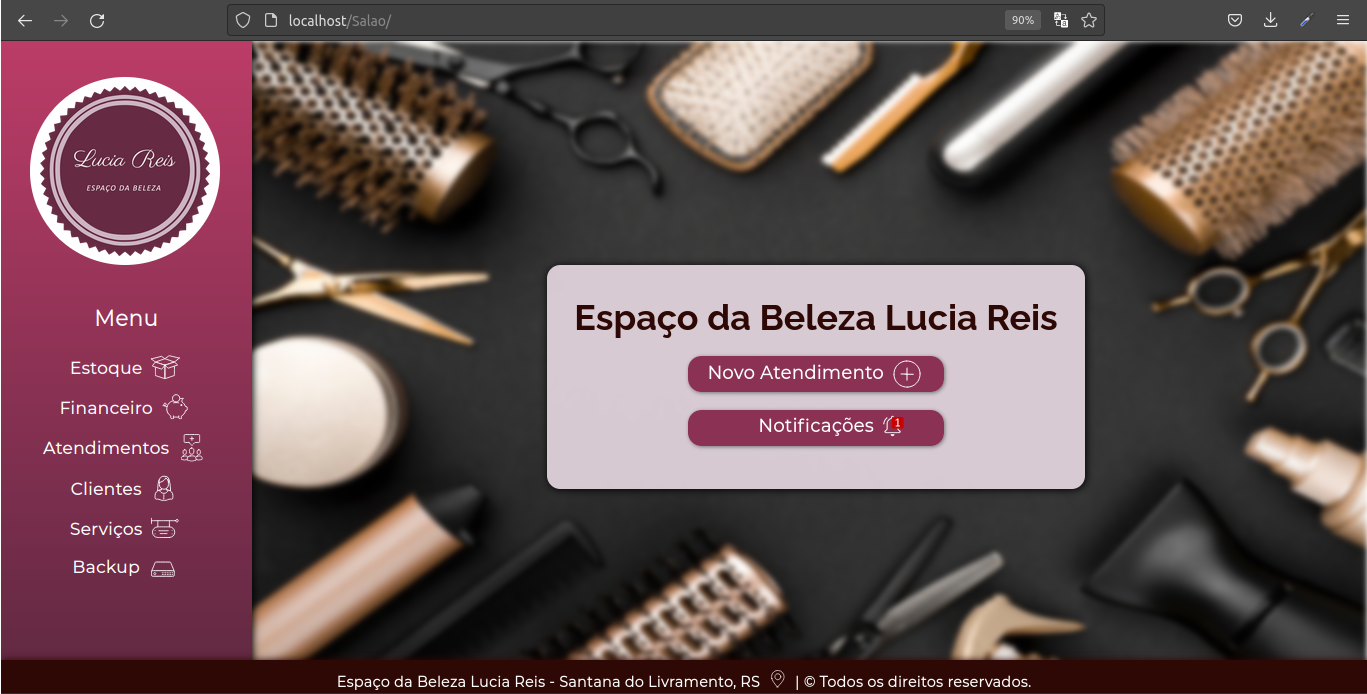 localhost/Salao/
90%
Lucia Reis
ESPAÇO DA BELEZA
Menu
Estoque
Financeiro
Atendimentos
Clientes
Serviços
Backup
Espaço da Beleza Lucia Reis
Novo Atendimento
Notificações 1
Espaço da Beleza Lucia Reis - Santana do Livramento, RS | © Todos os direitos reservados.